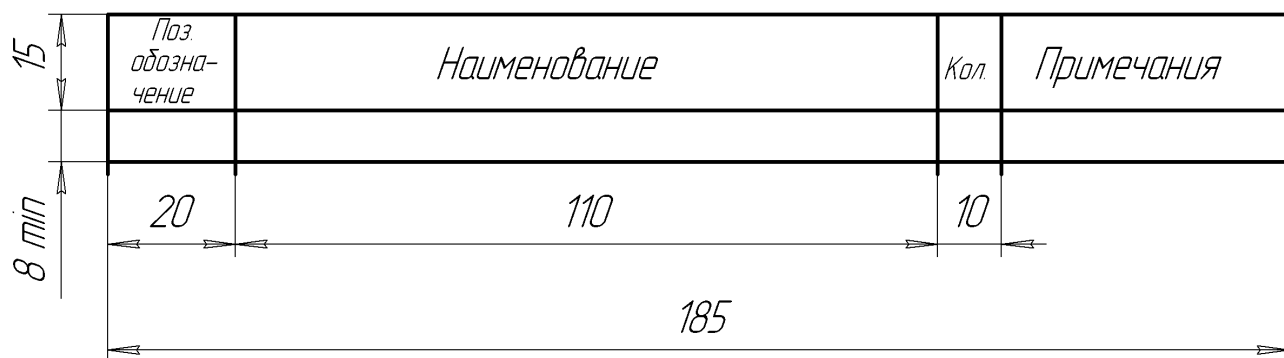 Поз.
обозна-
чение
Наименование
Кол.
Примечания
15
8 min
20
110
10
185